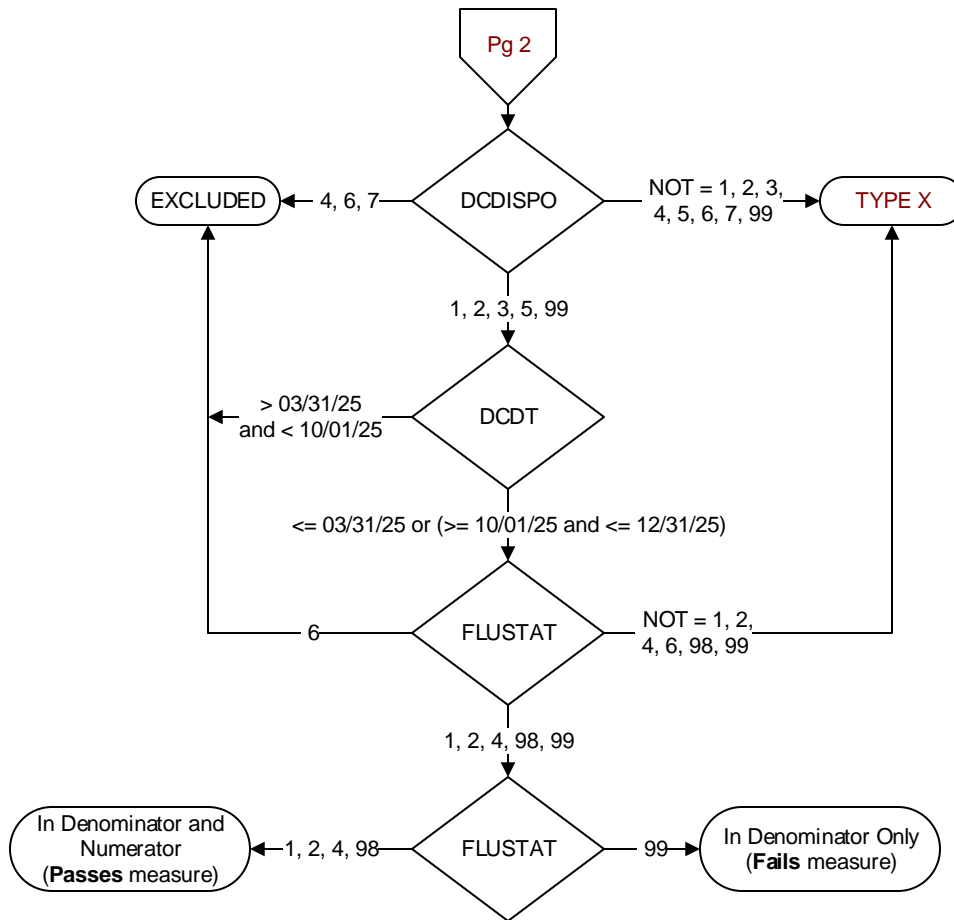 Pg 2
EXCLUDED
4, 6, 7
DCDISPO
NOT = 1, 2, 3,
4, 5, 6, 7, 99
TYPE X
1, 2, 3, 5, 99
> 03/31/25
and < 10/01/25
DCDT
<= 03/31/25 or (>= 10/01/25 and <= 12/31/25)
6
FLUSTAT
NOT = 1, 2,
4, 6, 98, 99
1, 2, 4, 98, 99
In Denominator and
Numerator
(Passes measure)
1, 2, 4, 98
FLUSTAT
99
In Denominator Only
(Fails measure)